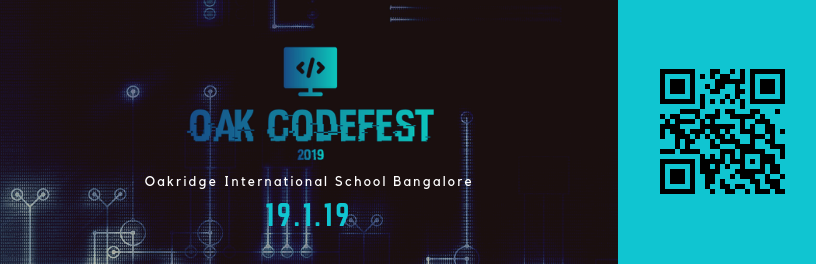 </>
OAK CODEFEST
2019
Oakridge International School Bangalore
19.1.19